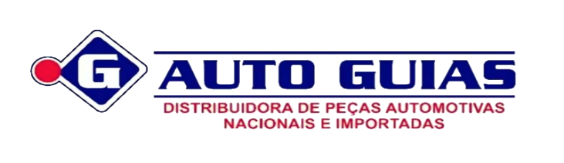 G AUTO GUIAS
DISTRIBUIDORA DE PEÇAS AUTOMOTIVAS
NACIONAIS E IMPORTADAS